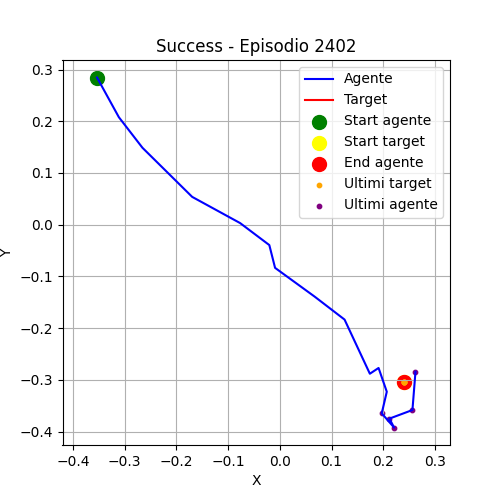 Success - Episodio 2402
Agente
Target
Start agente
Start target
End agente
Ultimi target
Ultimi agente
0.3
0.2
0.1
0.0
−0.1
−0.2
−0.3
−0.4
Y
−0.4 −0.3 −0.2 −0.1 0.0 0.1 0.2 0.3
X